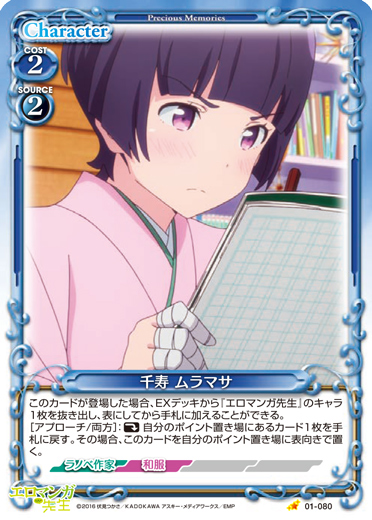 Precious Memories
Character
COST
2
SOURCE
2
千寿 ムラマサ
このカードが登場した場合、EXデッキから『エロマンガ先生』のキャラ
1枚を抜き出し、表にしてから手札に加えることができる。
[アプローチ/両方]: 自分のポイント置き場にあるカード1枚を手
札に戻す。その場合、このカードを自分のポイント置き場に表向きで置
く。
ラノベ作家 和服
エロマンガ先生
01-080
©2016 伏見つかさ/KADOKAWA アスキー・メディアワークス/EMP